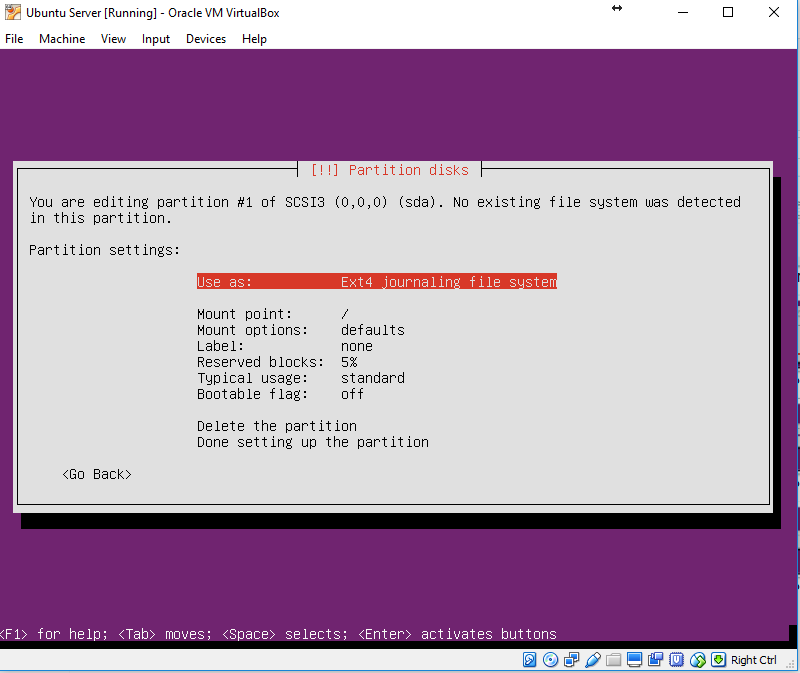 Ubuntu Server [Running] - Oracle VM VirtualBox
File Machine View Input Devices Help
[!!] Partition disks
You are editing partition #1 of SCSI3 (0,0,0) (sda). No existing file system was detected
in this partition.
Partition settings:
Use as: Ext4 journaling file system
Mount point: /
Mount options: defaults
Label: none
Reserved blocks: 5%
Typical usage: standard
Bootable flag: off
Delete the partition
Done setting up the partition
<Go Back>
<F1> for help; <Tab> moves; <Space> selects; <Enter> activates buttons
Right Ctrl